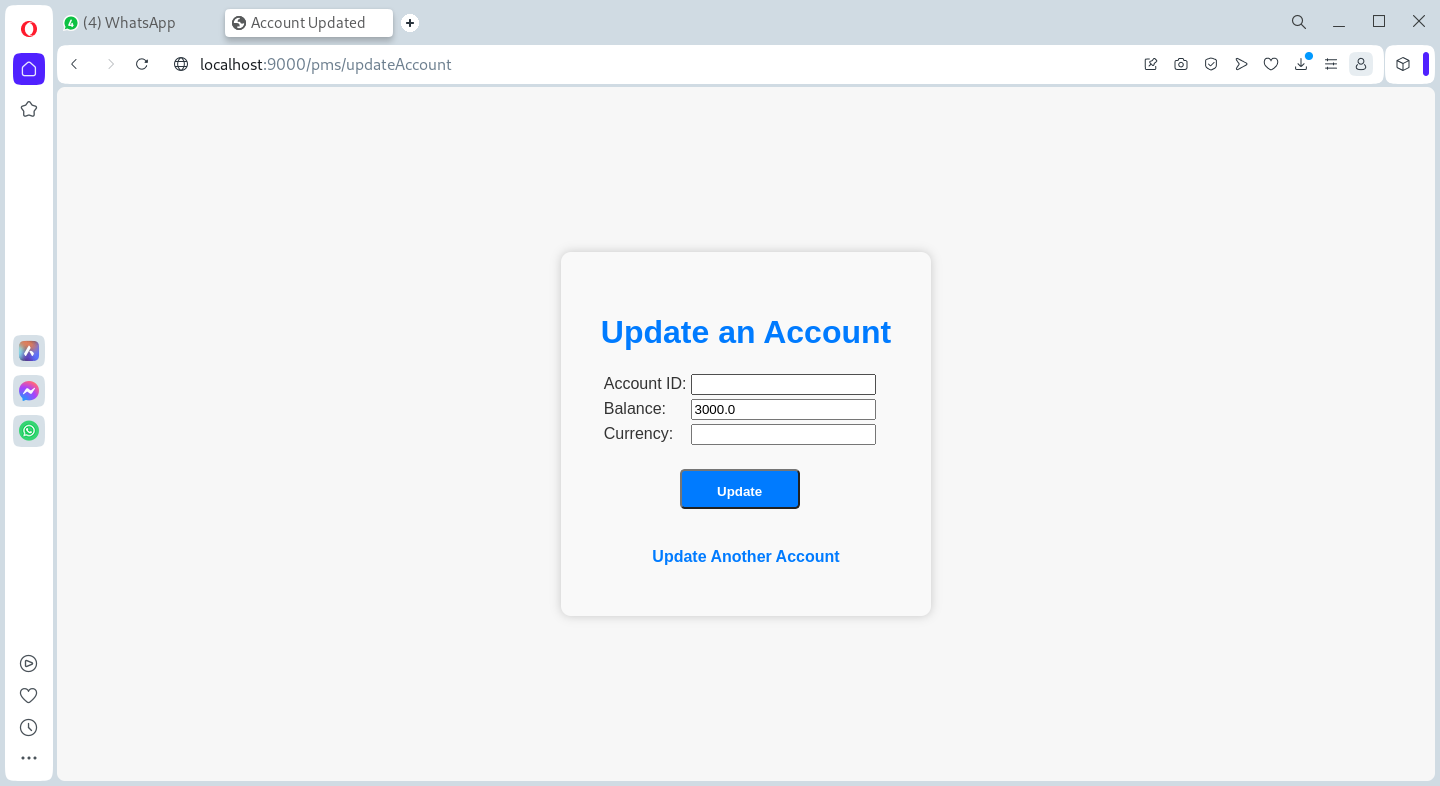 (4) WhatsApp
Account Updated
localhost:9000/pms/updateAccount
Update an Account
Account ID:
Balance: 3000.0
Currency:
Update
Update Another Account